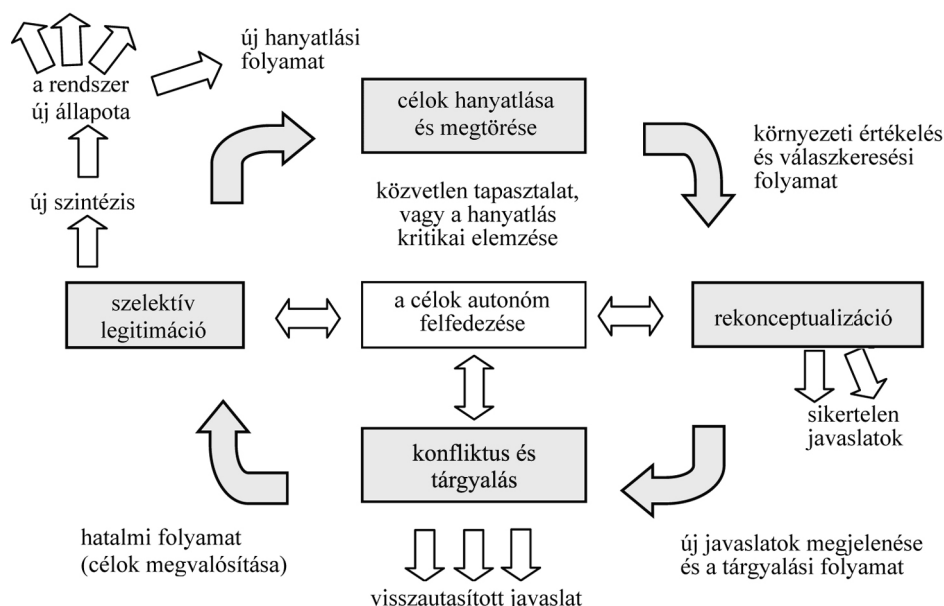 új hanyatlási
folyamat
a rendszer
új állapota
célok hanyatlása
és megtörése
környezeti értékelés
és válaszkeresési
folyamat
új szintézis
közvetlen tapasztalat,
vagy a hanyatlás
kritikai elemzése
szelektív
legitimáció
a célok autonóm
felfedezése
rekonceptualizáció
sikertelen
javaslatok
konfliktus és
tárgyalás
hatalmi folyamat
(célok megvalósítása)
új javaslatok megjelenése
és a tárgyalási folyamat
visszautasított javaslat